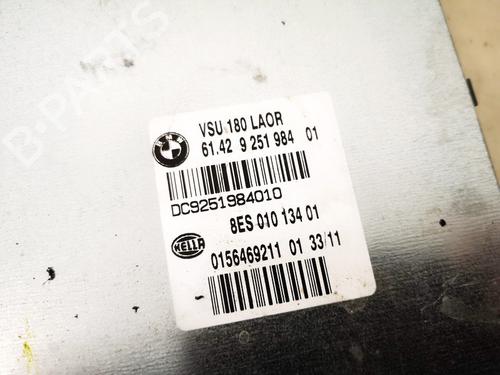 B-PARTS
BMW
VSU 180 LAOR
61.42 9 251 984 01
DC9251984010
8ES 010 134 01
HELLA
0156469211 01 33/11